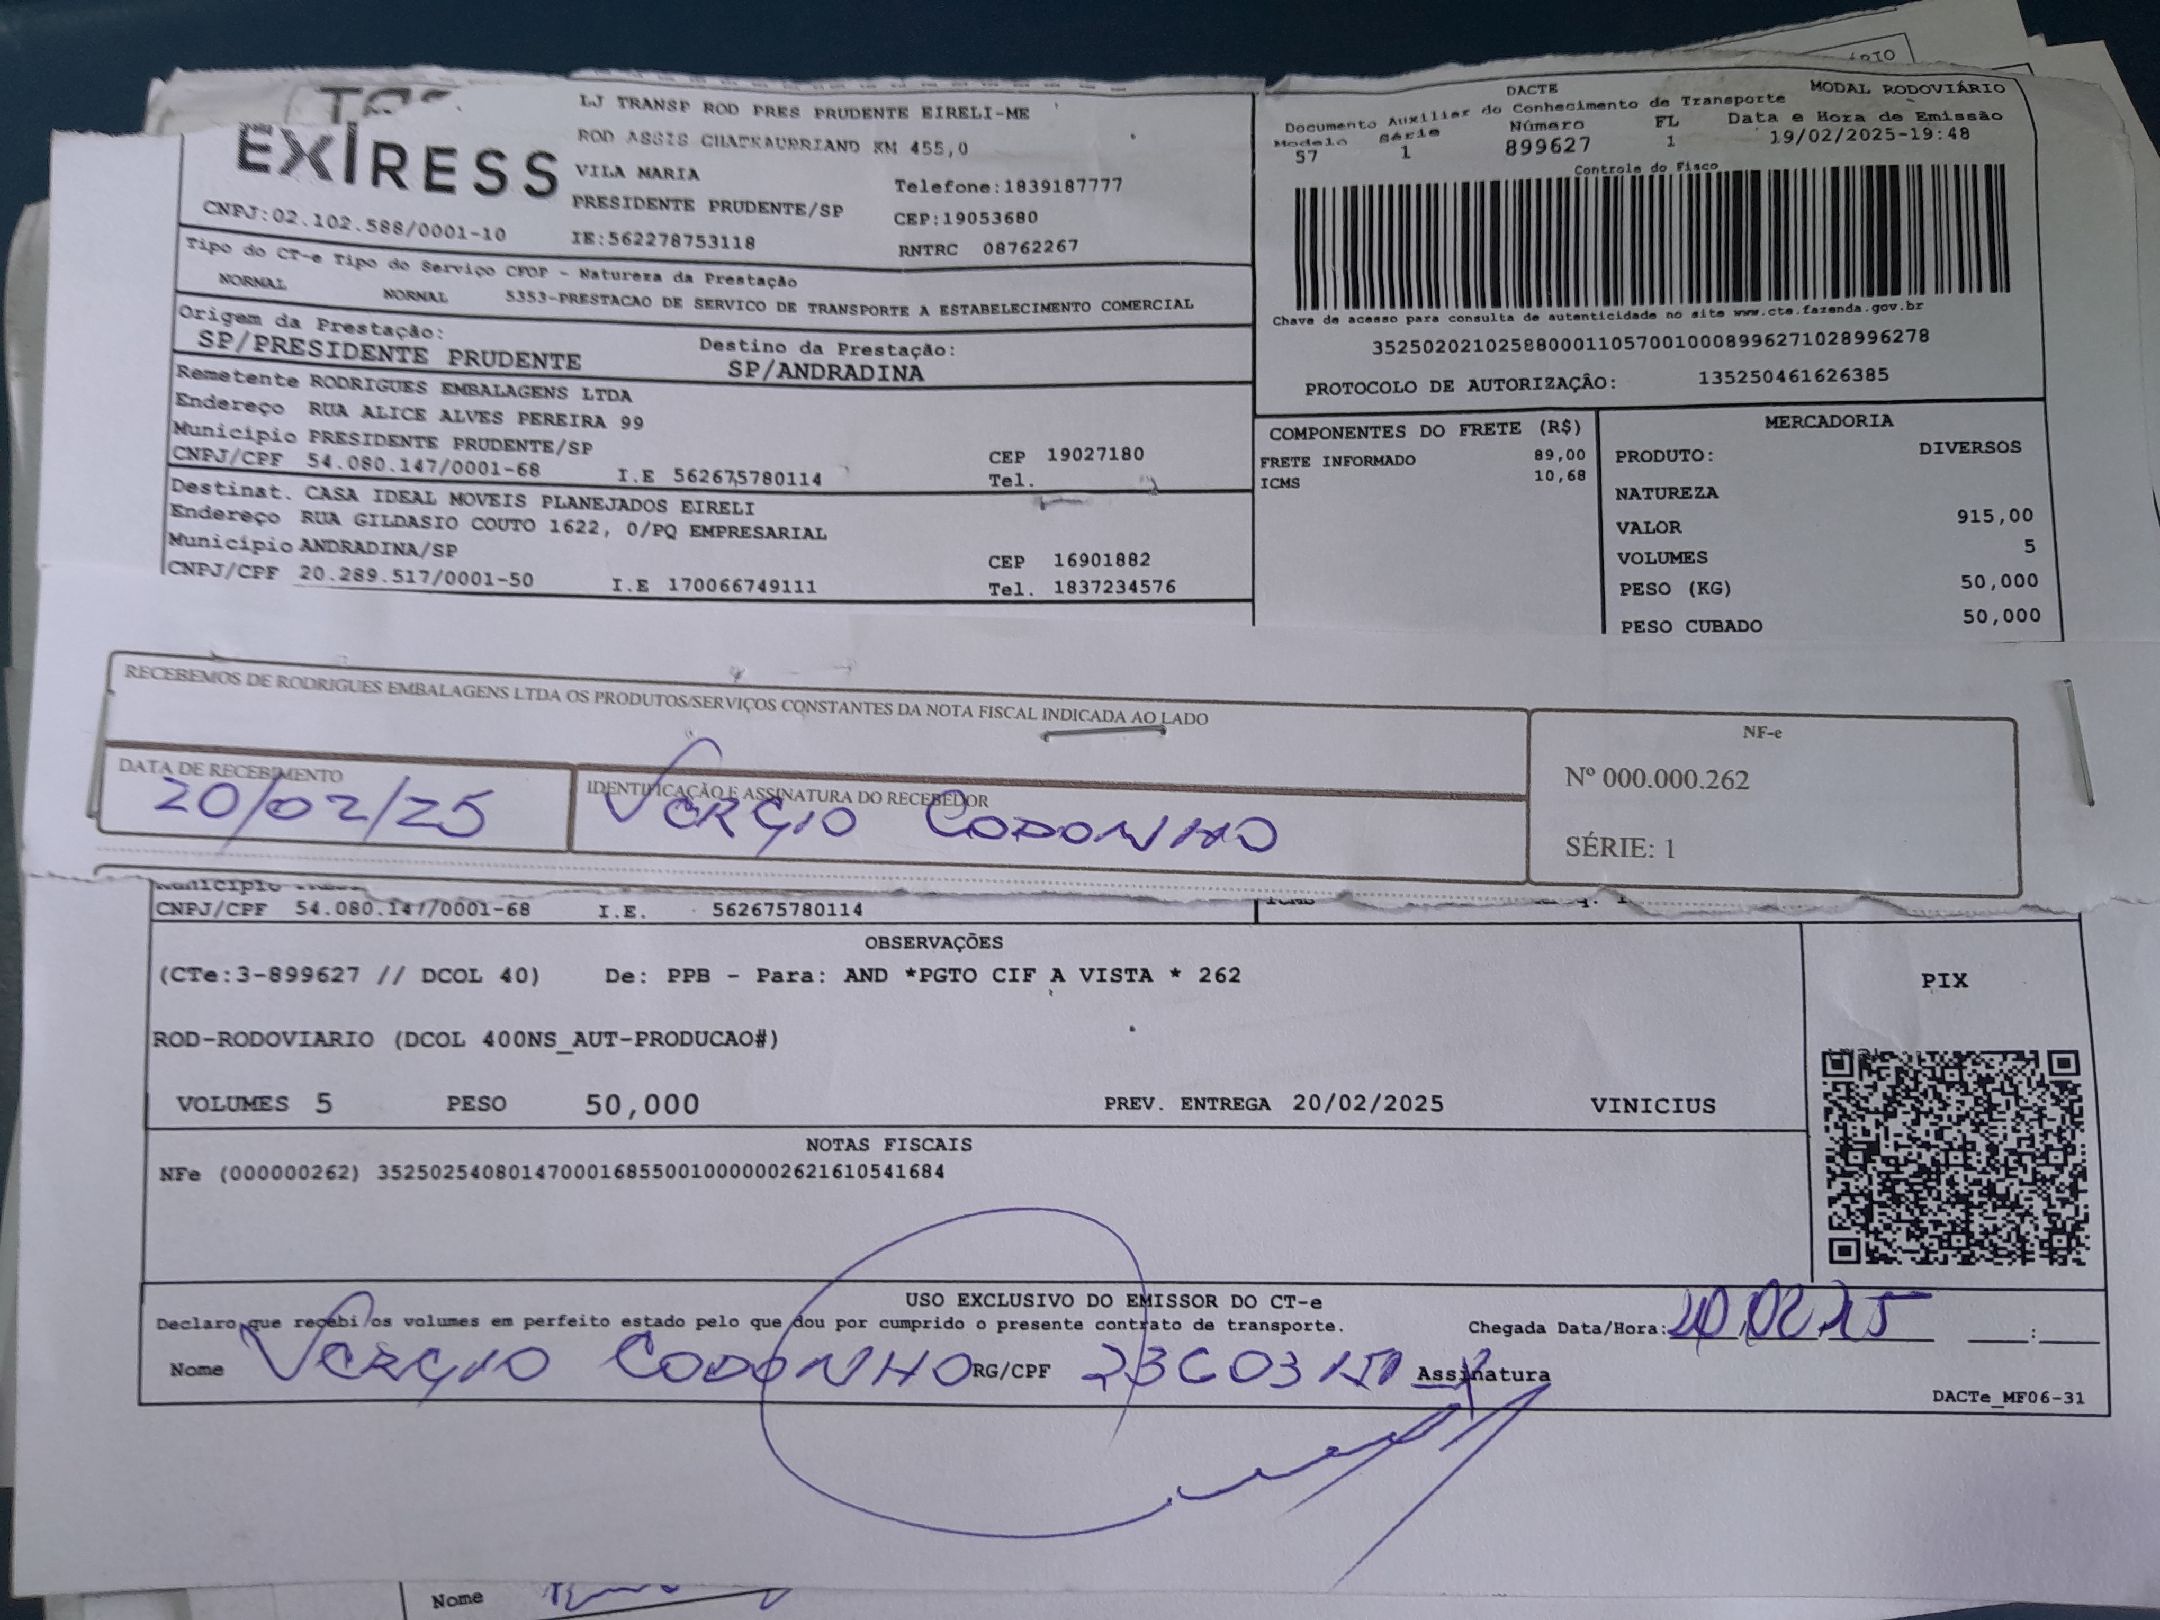 EXIRESS
CNPJ:02.102.588/0001-10
LJ TRANSP ROD PRES PRUDENTE EIRELI-ME
ROD ASSIS CHATEAUBRIAND KM 455,0
VILA MARIA
Telefone:1839187777
PRESIDENTE PRUDENTE/SP
CEP:19053680
IE:562278753118
RNTRC 08762267
DACTE
MODAL RODOVIÁRIO
Documento Auxiliar do Conhecimento de Transporte
Modelo Série Número FL Data e Hora de Emissão
57 1 899627 1 19/02/2025-19:48
Controle do Fisco
Chave de acesso para consulta de autenticidade no site www.cte.fazenda.gov.br
35250202102588000110570010008996271028996278
PROTOCOLO DE AUTORIZAÇÃO: 135250461626385
Tipo do CT-e Tipo do Serviço CFOP - Natureza da Prestação
NORMAL NORMAL 5353-PRESTACAO DE SERVICO DE TRANSPORTE A ESTABELECIMENTO COMERCIAL
Origem da Prestação: Destino da Prestação:
SP/PRESIDENTE PRUDENTE SP/ANDRADINA
Remetente RODRIGUES EMBALAGENS LTDA
Endereço RUA ALICE ALVES PEREIRA 99
Município PRESIDENTE PRUDENTE/SP CEP 19027180
CNPJ/CPF 54.080.147/0001-68 I.E 562675780114 Tel.
Destinat. CASA IDEAL MOVEIS PLANEJADOS EIRELI
Endereço RUA GILDASIO COUTO 1622, 0/PQ EMPRESARIAL
Município ANDRADINA/SP CEP 16901882
CNPJ/CPF 20.289.517/0001-50 I.E 170066749111 Tel. 1837234576
COMPONENTES DO FRETE (R$)
FRETE INFORMADO 89,00
ICMS 10,68
MERCADORIA
PRODUTO: DIVERSOS
NATUREZA
VALOR 915,00
VOLUMES 5
PESO (KG) 50,000
PESO CUBADO 50,000
RECEBEMOS DE RODRIGUES EMBALAGENS LTDA OS PRODUTOS/SERVIÇOS CONSTANTES DA NOTA FISCAL INDICADA AO LADO
DATA DE RECEBIMENTO
20/02/25
IDENTIFICAÇÃO E ASSINATURA DO RECEBEDOR
VERGIO CODONHO
NF-e
Nº 000.000.262
SÉRIE: 1
Município
CNPJ/CPF 54.080.147/0001-68 I.E. 562675780114
OBSERVAÇÕES
(CTe:3-899627 // DCOL 40) De: PPB - Para: AND *PGTO CIF A VISTA * 262
ROD-RODOVIARIO (DCOL 400NS_AUT-PRODUCAO#)
VOLUMES 5 PESO 50,000 PREV. ENTREGA 20/02/2025 VINICIUS
PIX
NOTAS FISCAIS
NFe (000000262) 35250254080147000168550010000002621610541684
USO EXCLUSIVO DO EMISSOR DO CT-e
Declaro que recebi os volumes em perfeito estado pelo que dou por cumprido o presente contrato de transporte. Chegada Data/Hora: 20 02 25 :
Nome VERGIO CODONHO RG/CPF Assinatura
DACTe_MF06-31
Nome